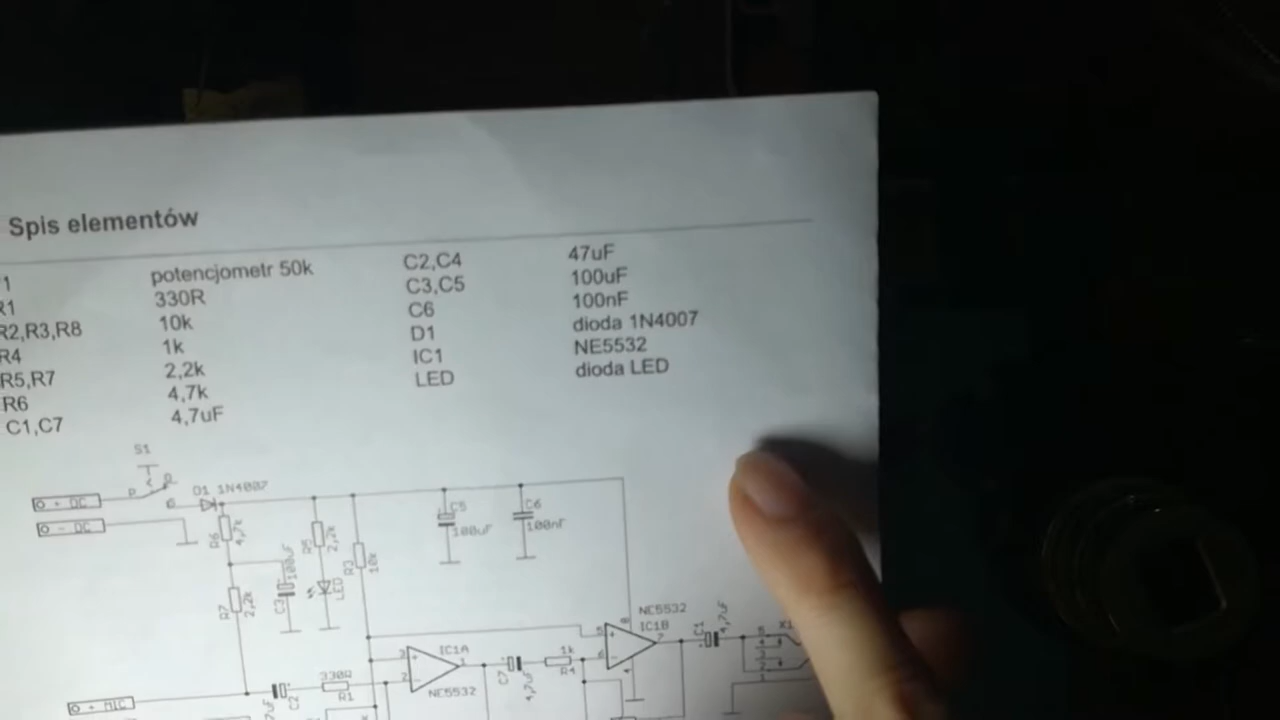 Spis elementów
potencjometr 50k
C2,C4 47uF
R1 330R
C3,C5 100uF
R2,R3,R8 10k
C6 100nF
R4 1k
D1 dioda 1N4007
R5,R7 2,2k
IC1 NE5532
R6 4,7k
LED dioda LED
C1,C7 4,7uF
S1
+ DC
- DC
D1 1N4007
R6 4,7k
R7 2,2k
C3 100uF
R5 2,2k
LED
R3 10k
C5 100uF
C6 100nF
NE5532
IC1B
IC1A
NE5532
C7 4,7uF
1k
R4
C1 4,7uF
X1
5
4
3
2
1
+ MIC
C2
330R
R1